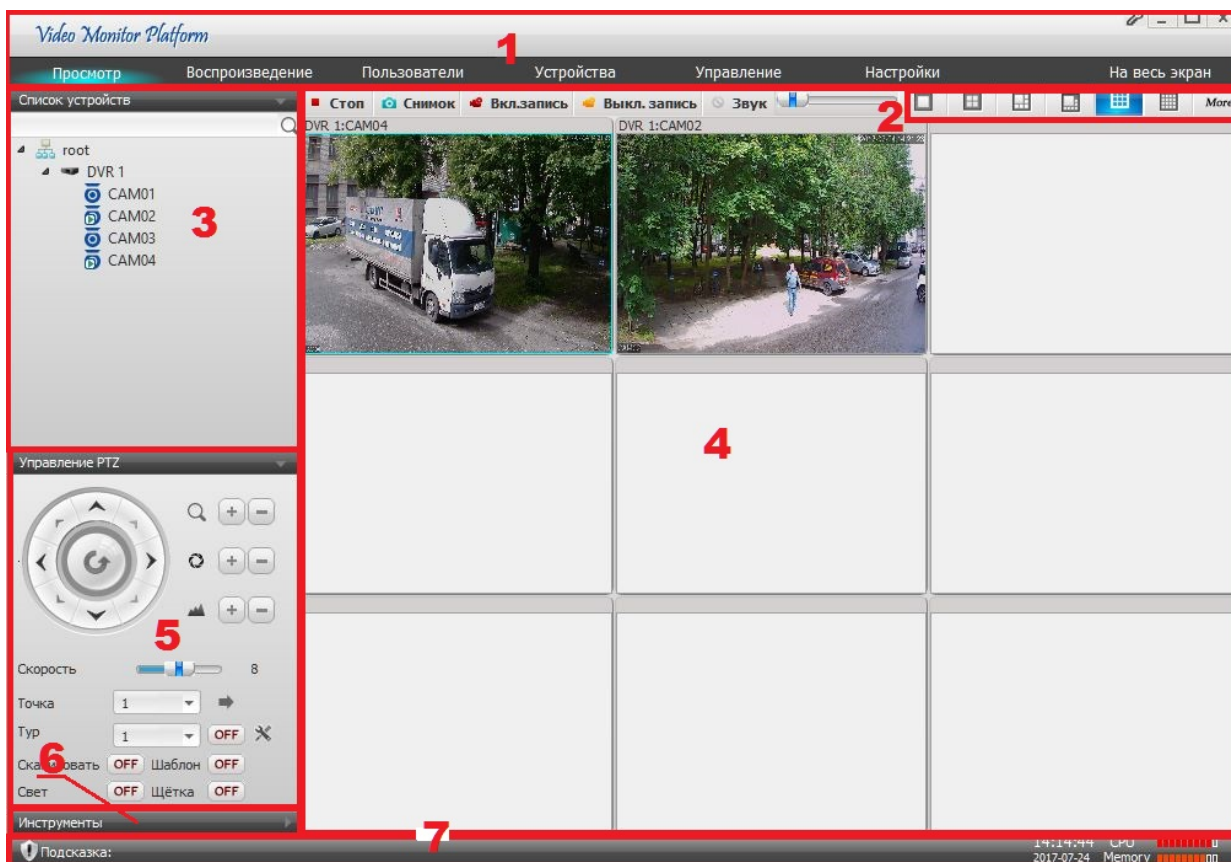 Video Monitor Platform
1
Просмотр Воспроизведение Пользователи Устройства Управление Настройки На весь экран
Список устройств
Стоп Снимок Вкл.запись Выкл. запись Звук
2
More
DVR 1:CAM04
DVR 1:CAM02
root
DVR 1
CAM01
CAM02
CAM03
CAM04
3
4
Управление PTZ
5
Скорость 8
Точка 1
Тур 1 OFF
6
Сканировать OFF Шаблон OFF
Свет OFF Щётка OFF
Инструменты
7
Подсказка:
14:14:44 CPU
2017-07-24 Memory